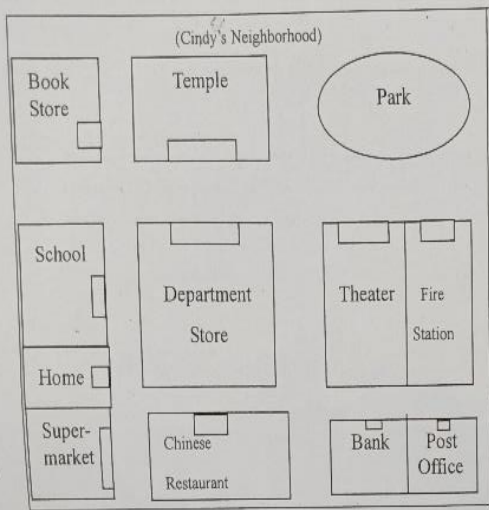 (Cindy's Neighborhood)
Book
Store
Temple
Park
School
Department
Store
Theater
Fire
Station
Home
Super-
market
Chinese
Restaurant
Bank
Post
Office